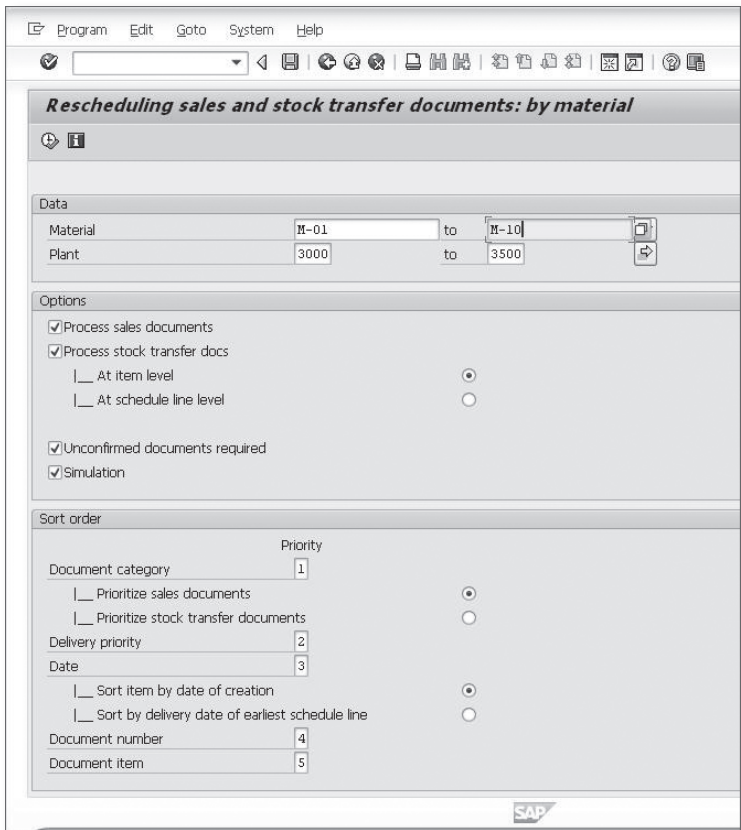 Program Edit Goto System Help
Rescheduling sales and stock transfer documents: by material
Data
Material M-01 to M-10
Plant 3000 to 3500
Options
Process sales documents
Process stock transfer docs
|__ At item level
|__ At schedule line level
Unconfirmed documents required
Simulation
Sort order
Priority
Document category 1
|__ Prioritize sales documents
|__ Prioritize stock transfer documents
Delivery priority 2
Date 3
|__ Sort item by date of creation
|__ Sort by delivery date of earliest schedule line
Document number 4
Document item 5
SAP